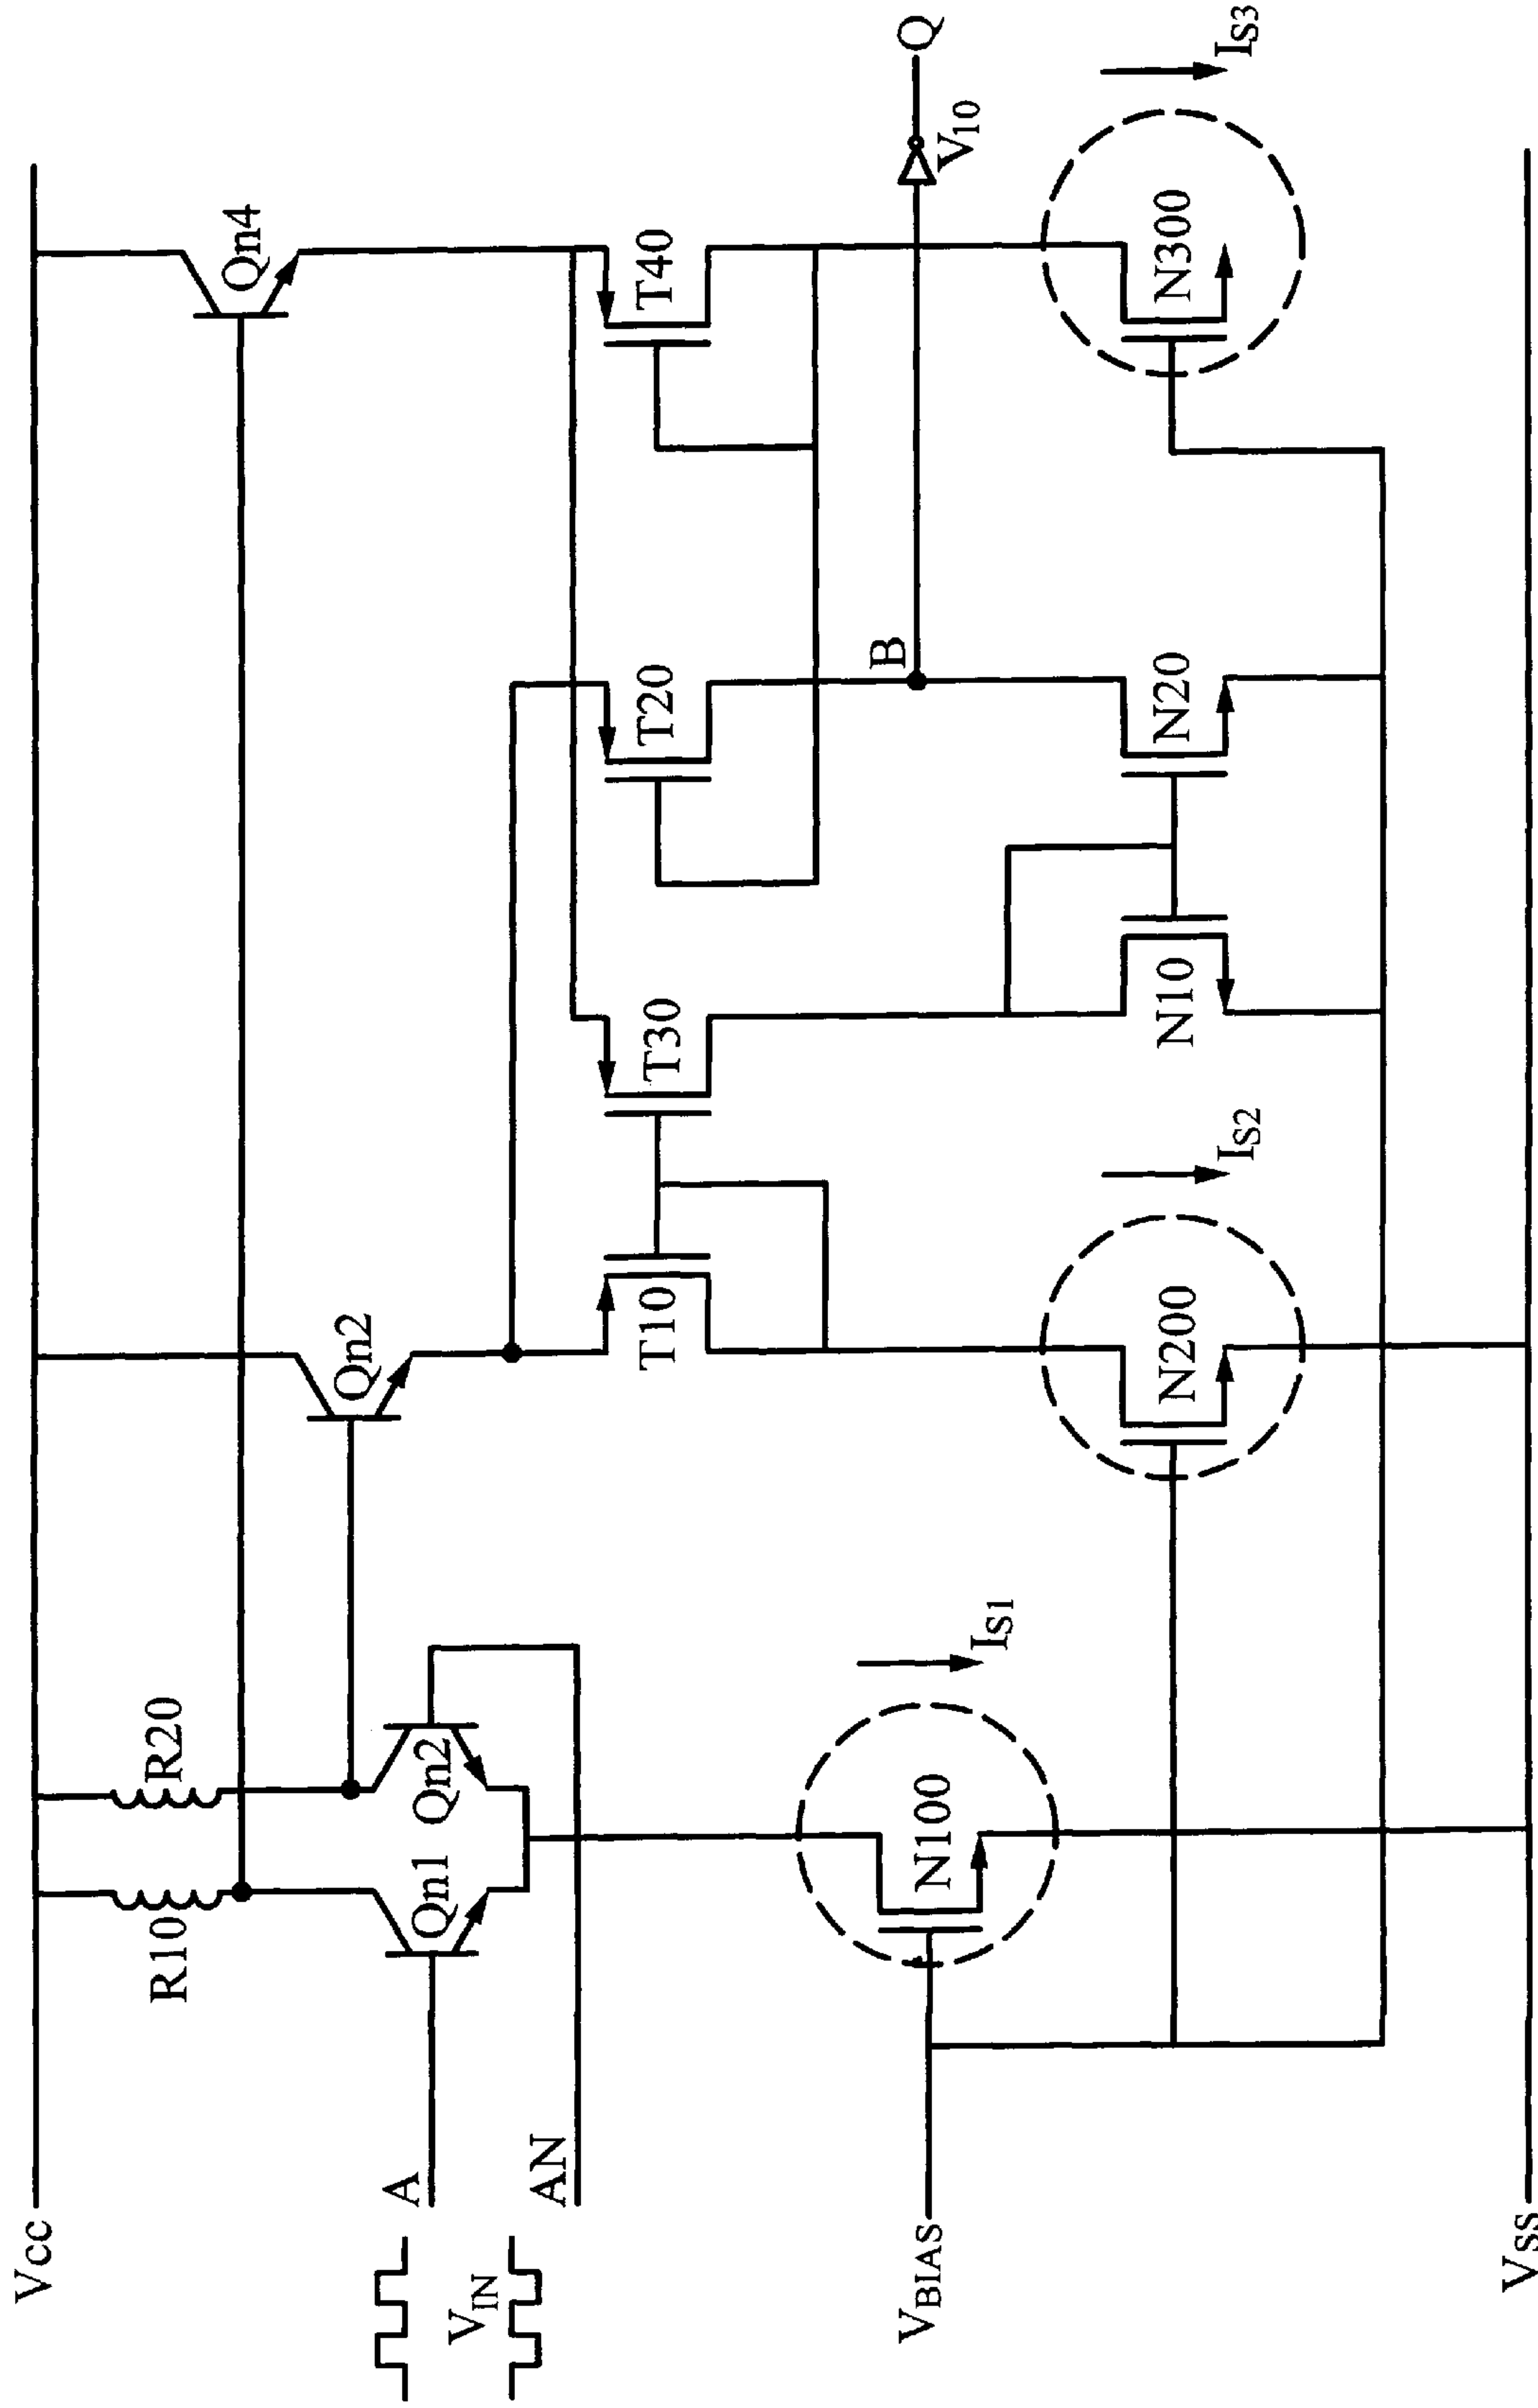 Vcc
R10
R20
Qn4
Qn2
A
Qn1
Qn2
VIN
AN
T10
T30
T20
T40
B
Q
V10
VBIAS
N100
IS1
N200
IS2
N10
N20
N300
IS3
Vss